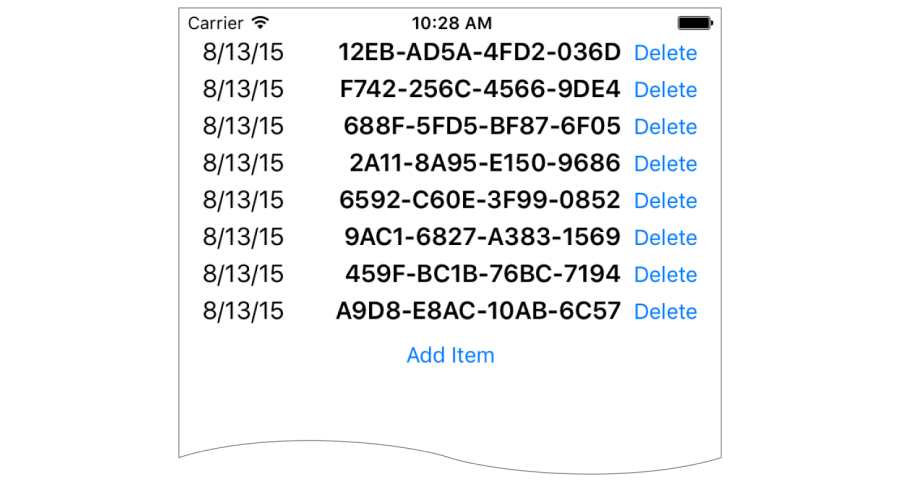 Carrier 10:28 AM
8/13/15 12EB-AD5A-4FD2-036D Delete
8/13/15 F742-256C-4566-9DE4 Delete
8/13/15 688F-5FD5-BF87-6F05 Delete
8/13/15 2A11-8A95-E150-9686 Delete
8/13/15 6592-C60E-3F99-0852 Delete
8/13/15 9AC1-6827-A383-1569 Delete
8/13/15 459F-BC1B-76BC-7194 Delete
8/13/15 A9D8-E8AC-10AB-6C57 Delete
Add Item